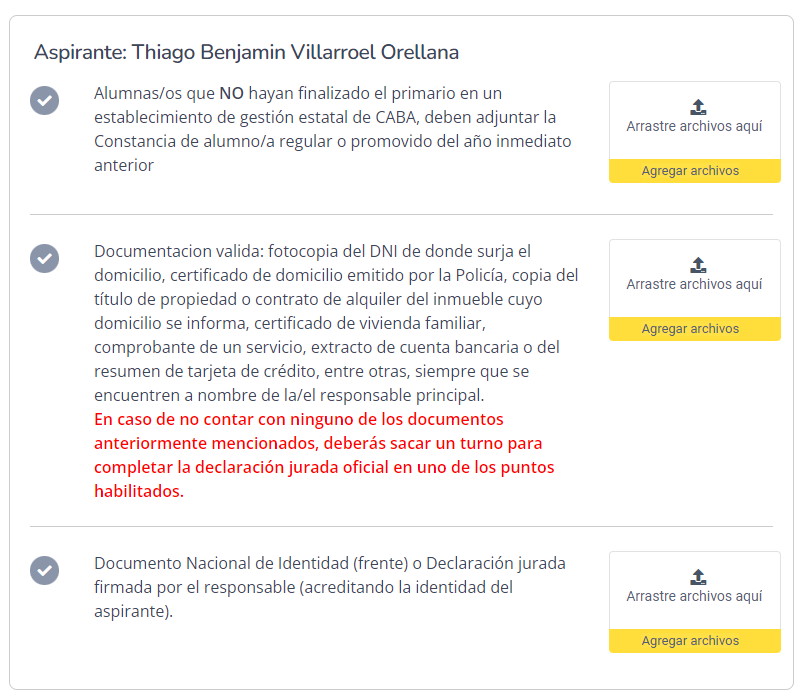 Aspirante: Thiago Benjamin Villarroel Orellana
Alumnas/os que NO hayan finalizado el primario en un
establecimiento de gestión estatal de CABA, deben adjuntar la
Constancia de alumno/a regular o promovido del año inmediato
anterior
Arrastre archivos aquí
Agregar archivos
Documentacion valida: fotocopia del DNI de donde surja el
domicilio, certificado de domicilio emitido por la Policía, copia del
título de propiedad o contrato de alquiler del inmueble cuyo
domicilio se informa, certificado de vivienda familiar,
comprobante de un servicio, extracto de cuenta bancaria o del
resumen de tarjeta de crédito, entre otras, siempre que se
encuentren a nombre de la/el responsable principal.
En caso de no contar con ninguno de los documentos
anteriormente mencionados, deberás sacar un turno para
completar la declaración jurada oficial en uno de los puntos
habilitados.
Arrastre archivos aquí
Agregar archivos
Documento Nacional de Identidad (frente) o Declaración jurada
firmada por el responsable (acreditando la identidad del
aspirante).
Arrastre archivos aquí
Agregar archivos